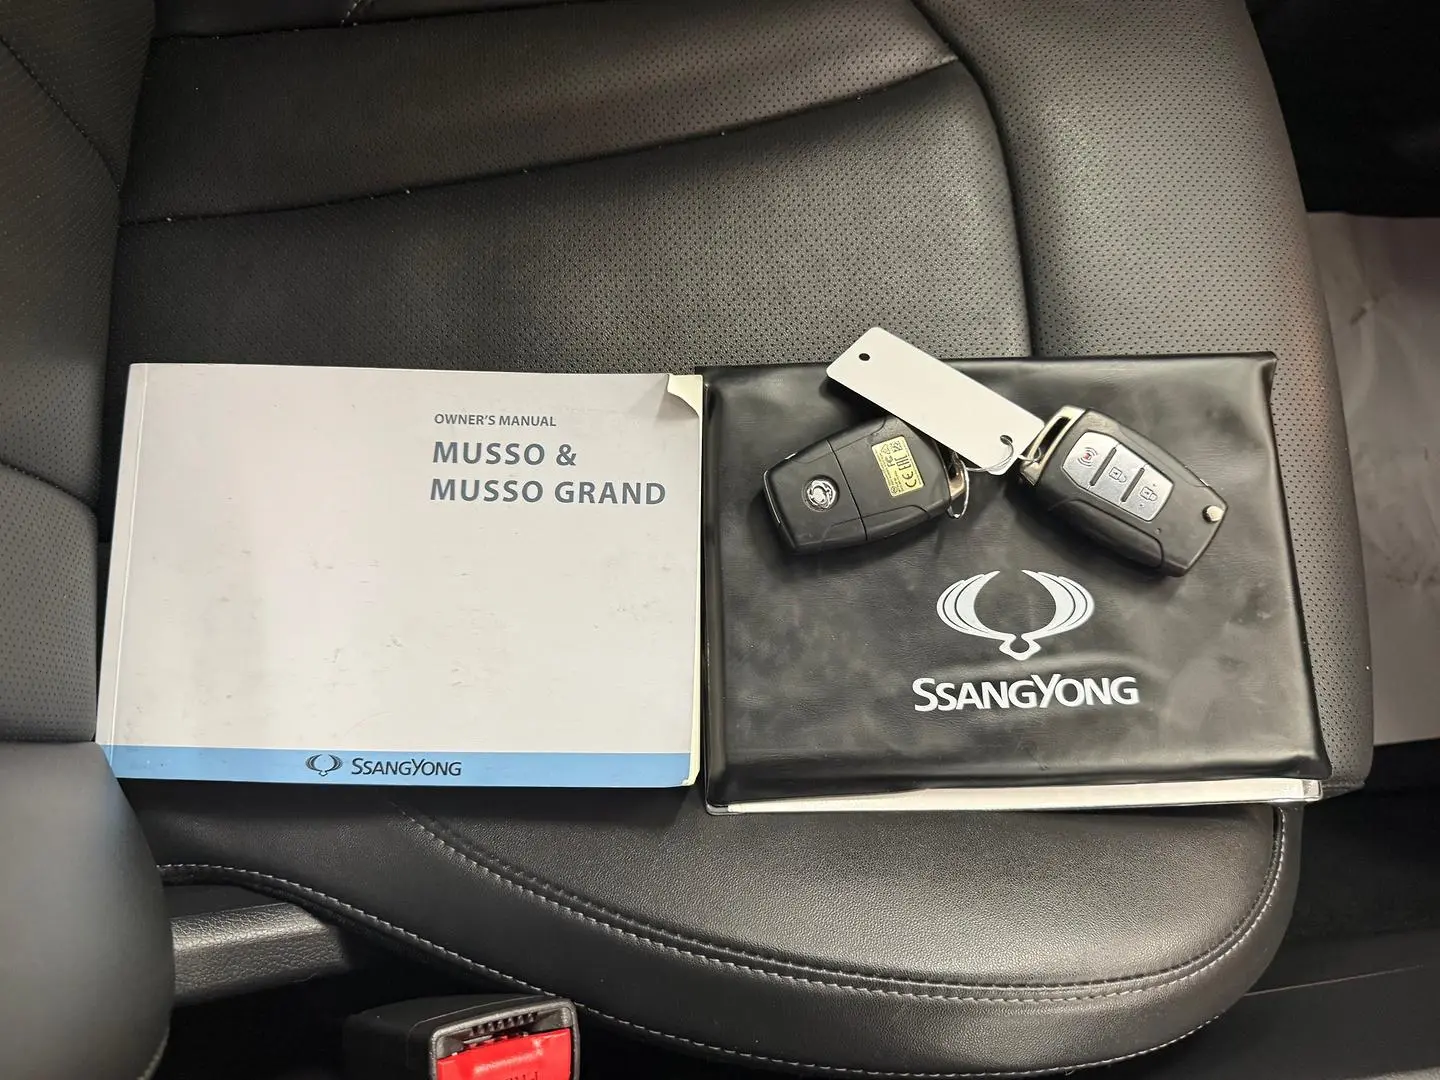 OWNER'S MANUAL
MUSSO &
MUSSO GRAND
SSANGYONG
SSANGYONG